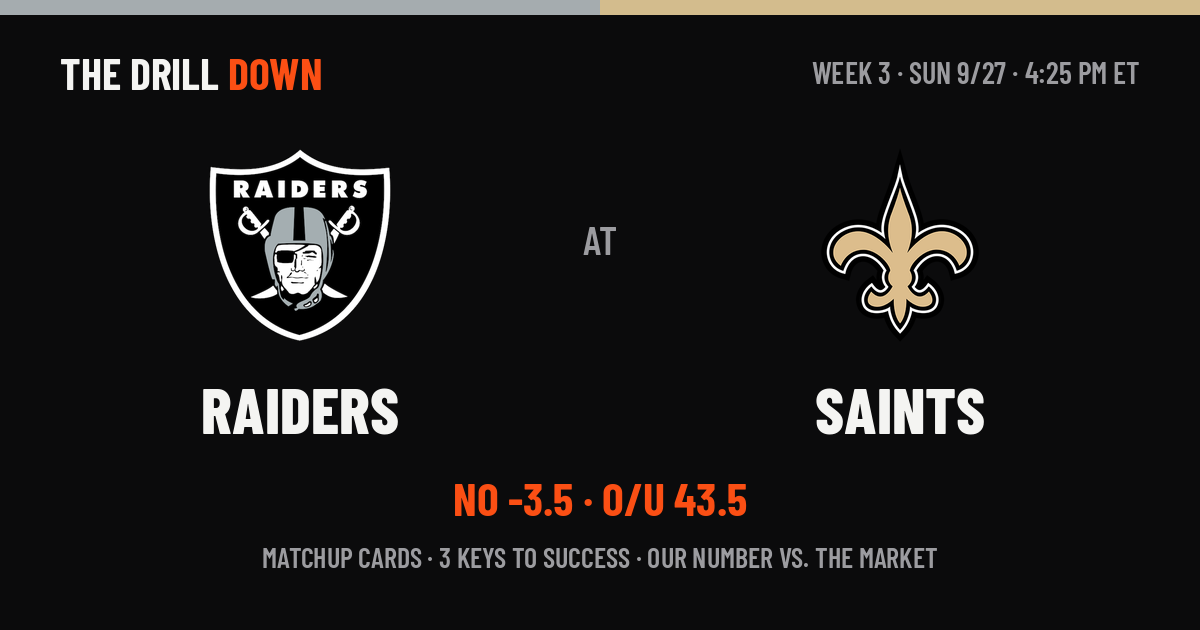 THE DRILL DOWN
WEEK 3 · SUN 9/27 · 4:25 PM ET
RAIDERS
AT
RAIDERS
SAINTS
NO -3.5 · O/U 43.5
MATCHUP CARDS · 3 KEYS TO SUCCESS · OUR NUMBER VS. THE MARKET